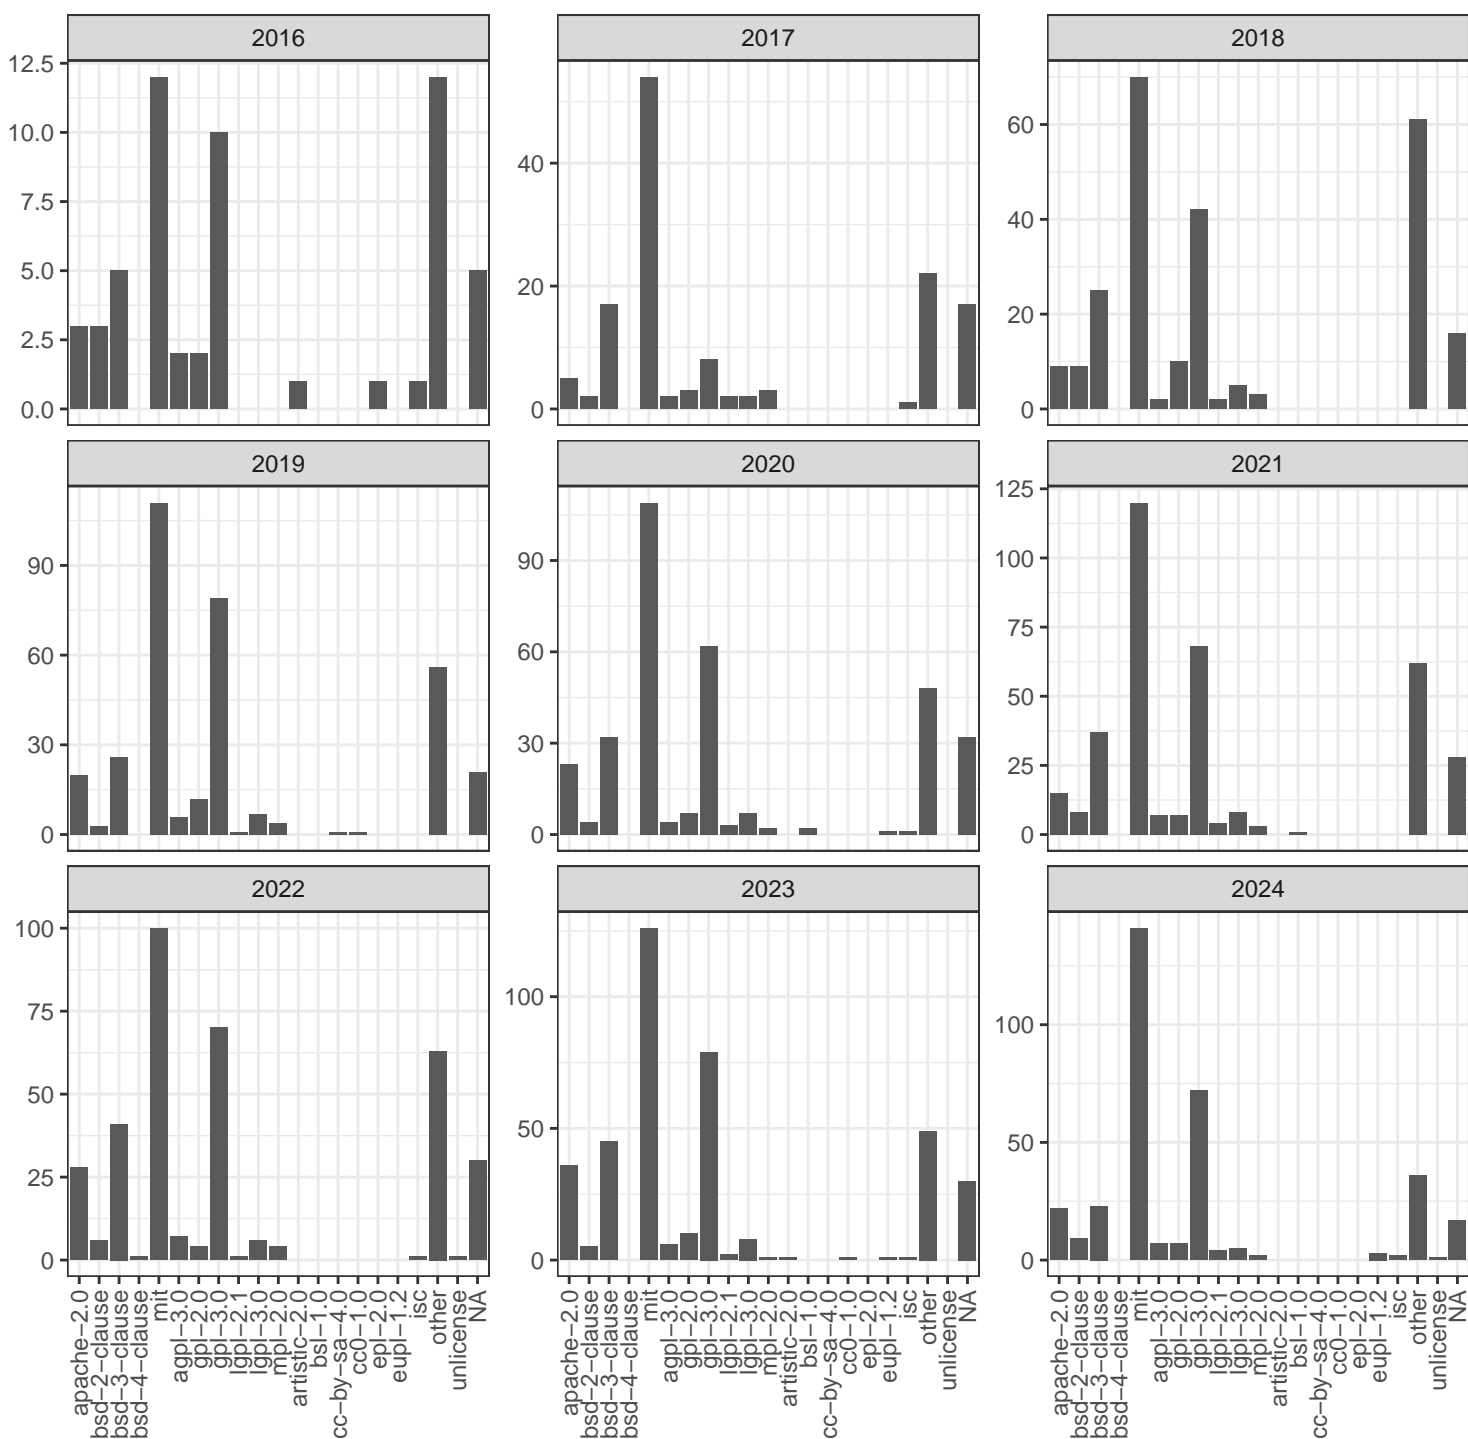 2016
2017
2018
12.5
10.0
7.5
5.0
2.5
0.0
40
20
0
60
40
20
0
2019
2020
2021
90
60
30
0
90
60
30
0
125
100
75
50
25
0
2022
2023
2024
100
75
50
25
0
100
50
0
100
50
0
apache−2.0
bsd−2−clause
bsd−3−clause
bsd−4−clause
mit
agpl−3.0
gpl−2.0
gpl−3.0
lgpl−2.1
lgpl−3.0
mpl−2.0
artistic−2.0
bsl−1.0
cc−by−sa−4.0
cc0−1.0
epl−2.0
eupl−1.2
isc
other
unlicense
NA
apache−2.0
bsd−2−clause
bsd−3−clause
bsd−4−clause
mit
agpl−3.0
gpl−2.0
gpl−3.0
lgpl−2.1
lgpl−3.0
mpl−2.0
artistic−2.0
bsl−1.0
cc−by−sa−4.0
cc0−1.0
epl−2.0
eupl−1.2
isc
other
unlicense
NA
apache−2.0
bsd−2−clause
bsd−3−clause
bsd−4−clause
mit
agpl−3.0
gpl−2.0
gpl−3.0
lgpl−2.1
lgpl−3.0
mpl−2.0
artistic−2.0
bsl−1.0
cc−by−sa−4.0
cc0−1.0
epl−2.0
eupl−1.2
isc
other
unlicense
NA